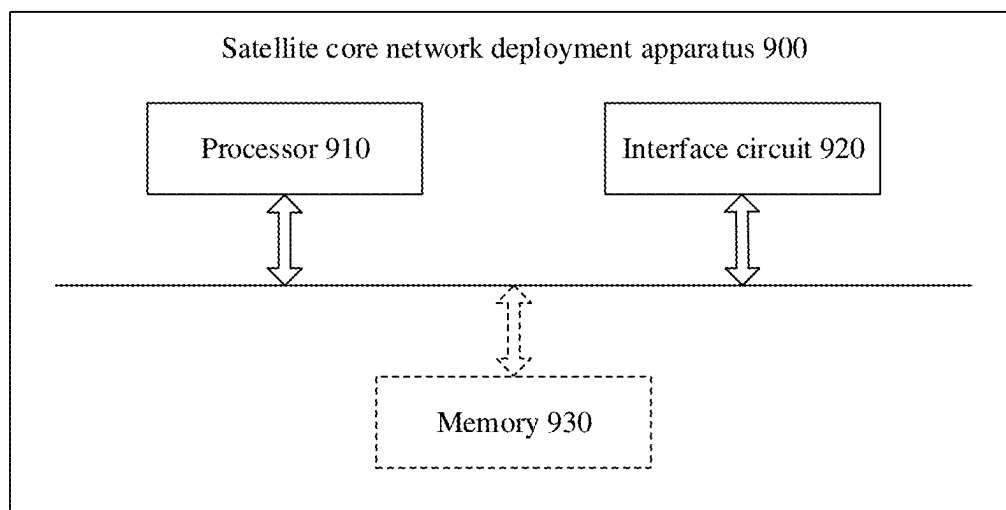 Satellite core network deployment apparatus 900
Processor 910
Interface circuit 920
Memory 930